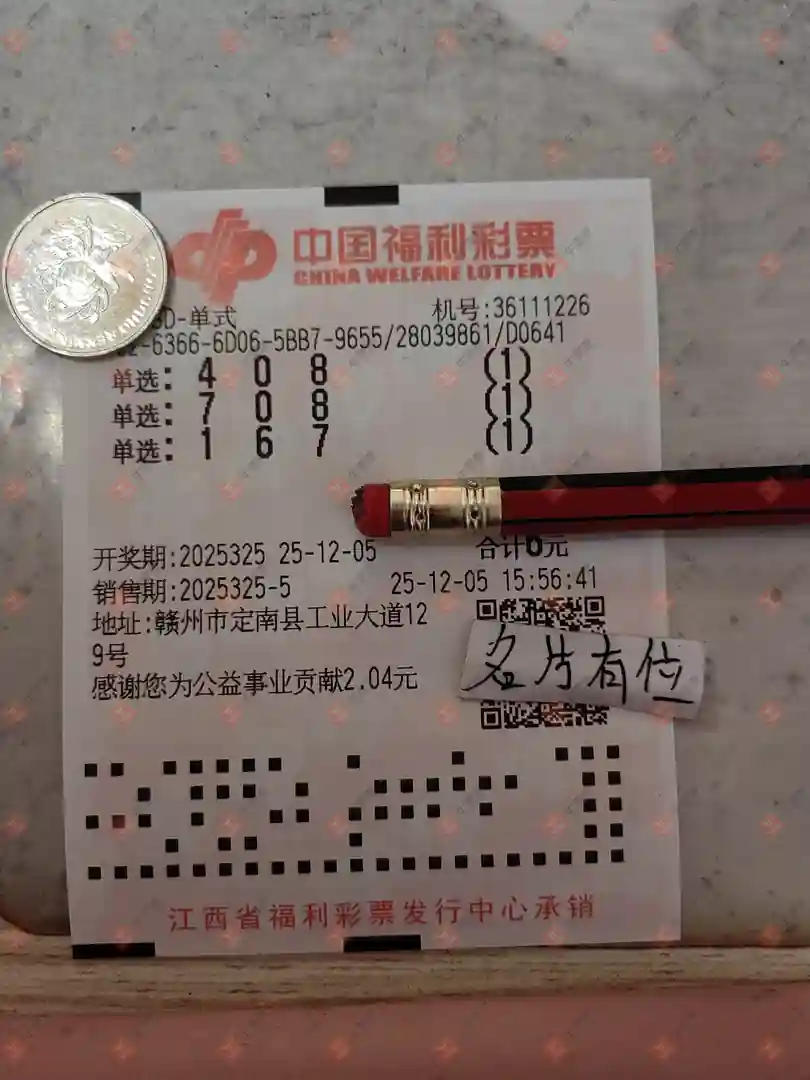 中国福利彩票
CHINA WELFARE LOTTERY
3D-单式 机号:36111226
-6366-6D06-5BB7-9655/28039861/D0641
单选: 4 0 8 (1)
单选: 7 0 8 (1)
单选: 1 6 7 (1)
开奖期:2025325 25-12-05 合计6元
销售期:2025325-5 25-12-05 15:56:41
地址:赣州市定南县工业大道12
9号
名片有位
感谢您为公益事业贡献2.04元
江西省福利彩票发行中心承销